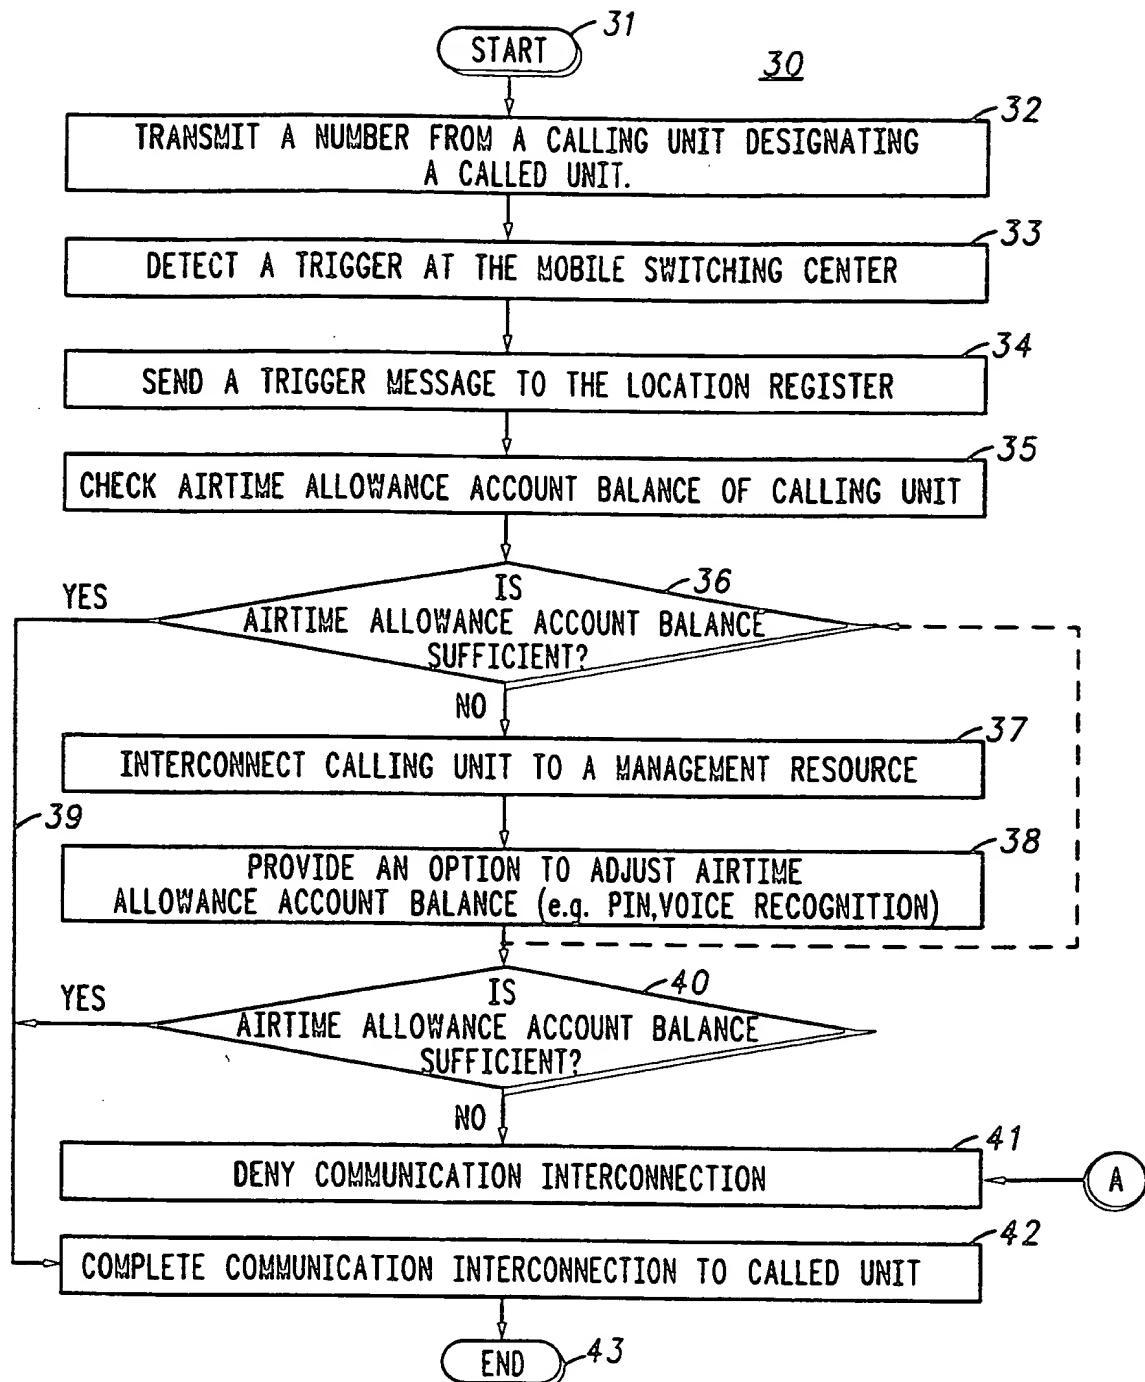 31
START
30
32
TRANSMIT A NUMBER FROM A CALLING UNIT DESIGNATING
A CALLED UNIT.
33
DETECT A TRIGGER AT THE MOBILE SWITCHING CENTER
34
SEND A TRIGGER MESSAGE TO THE LOCATION REGISTER
35
CHECK AIRTIME ALLOWANCE ACCOUNT BALANCE OF CALLING UNIT
36
YES
IS
AIRTIME ALLOWANCE ACCOUNT BALANCE
SUFFICIENT?
NO
37
INTERCONNECT CALLING UNIT TO A MANAGEMENT RESOURCE
39
38
PROVIDE AN OPTION TO ADJUST AIRTIME
ALLOWANCE ACCOUNT BALANCE (e.g. PIN,VOICE RECOGNITION)
40
YES
IS
AIRTIME ALLOWANCE ACCOUNT BALANCE
SUFFICIENT?
NO
41
DENY COMMUNICATION INTERCONNECTION
A
42
COMPLETE COMMUNICATION INTERCONNECTION TO CALLED UNIT
END
43